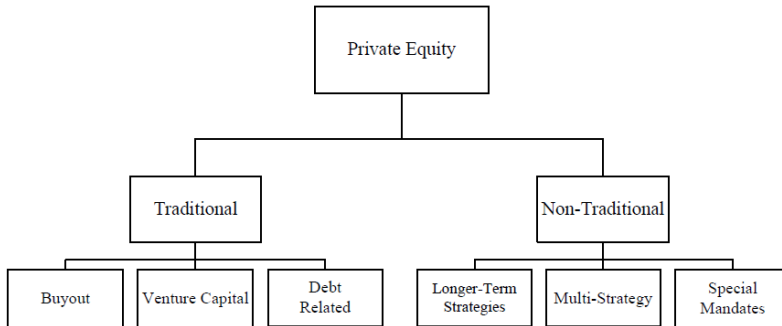 Private Equity
Traditional
Non-Traditional
Buyout
Venture Capital
Debt
Related
Longer-Term
Strategies
Multi-Strategy
Special
Mandates